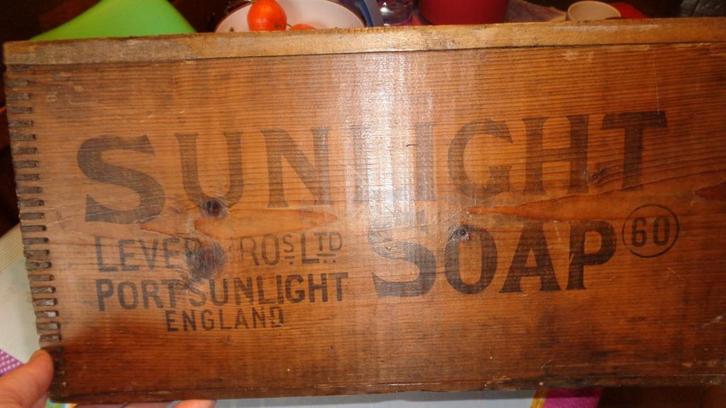 SUNLIGHT
SOAP 60
LEVER BROS LTD
PORT SUNLIGHT
ENGLAND